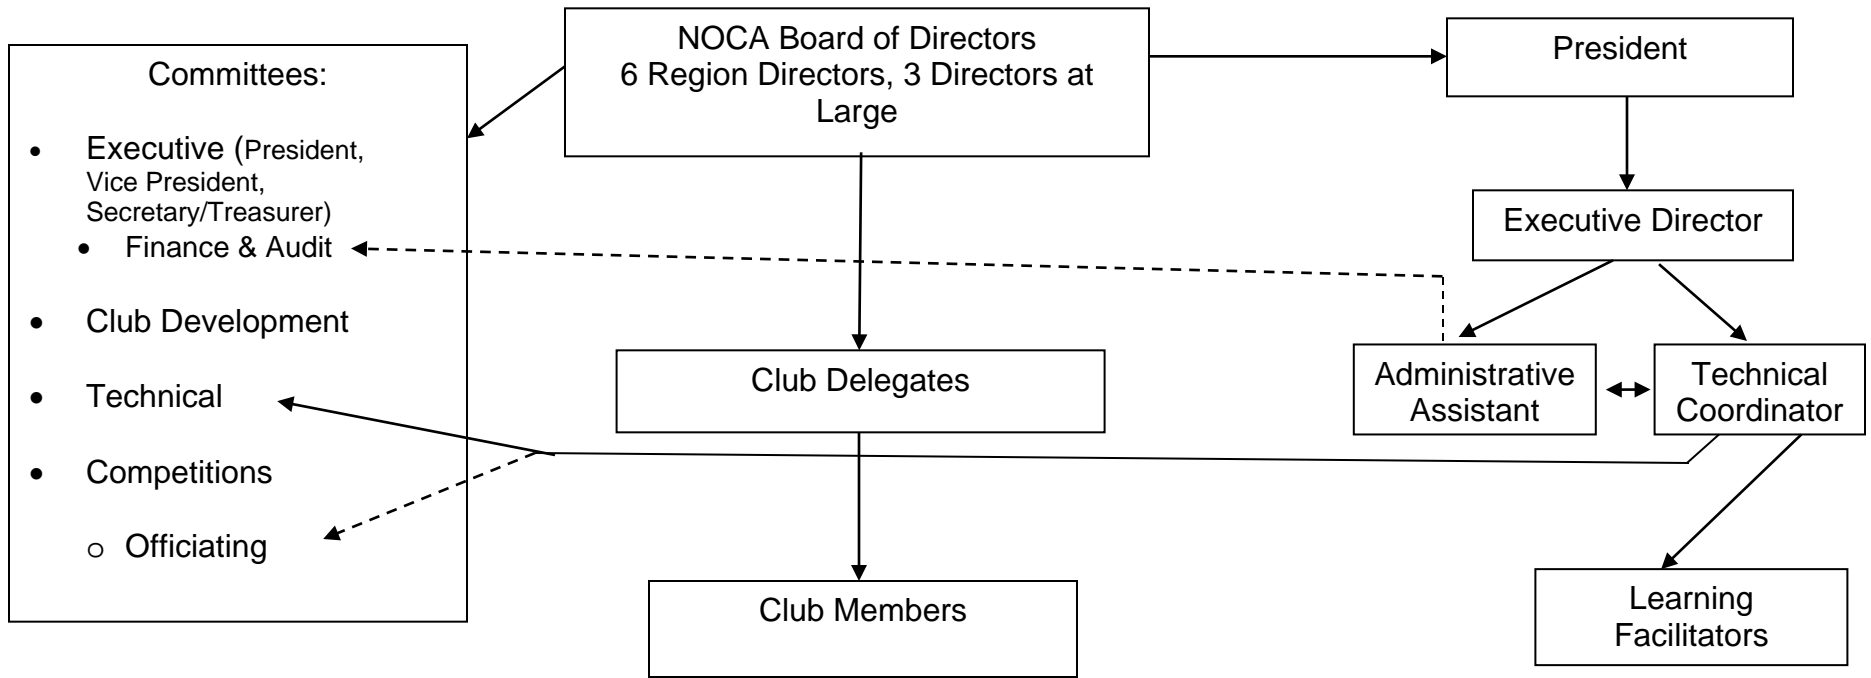 Committees:
• Executive (President,
Vice President,
Secretary/Treasurer)
• Finance & Audit
• Club Development
• Technical
• Competitions
o Officiating
NOCA Board of Directors
6 Region Directors, 3 Directors at
Large
Club Delegates
Club Members
President
Executive Director
Administrative
Assistant
Technical
Coordinator
Learning
Facilitators